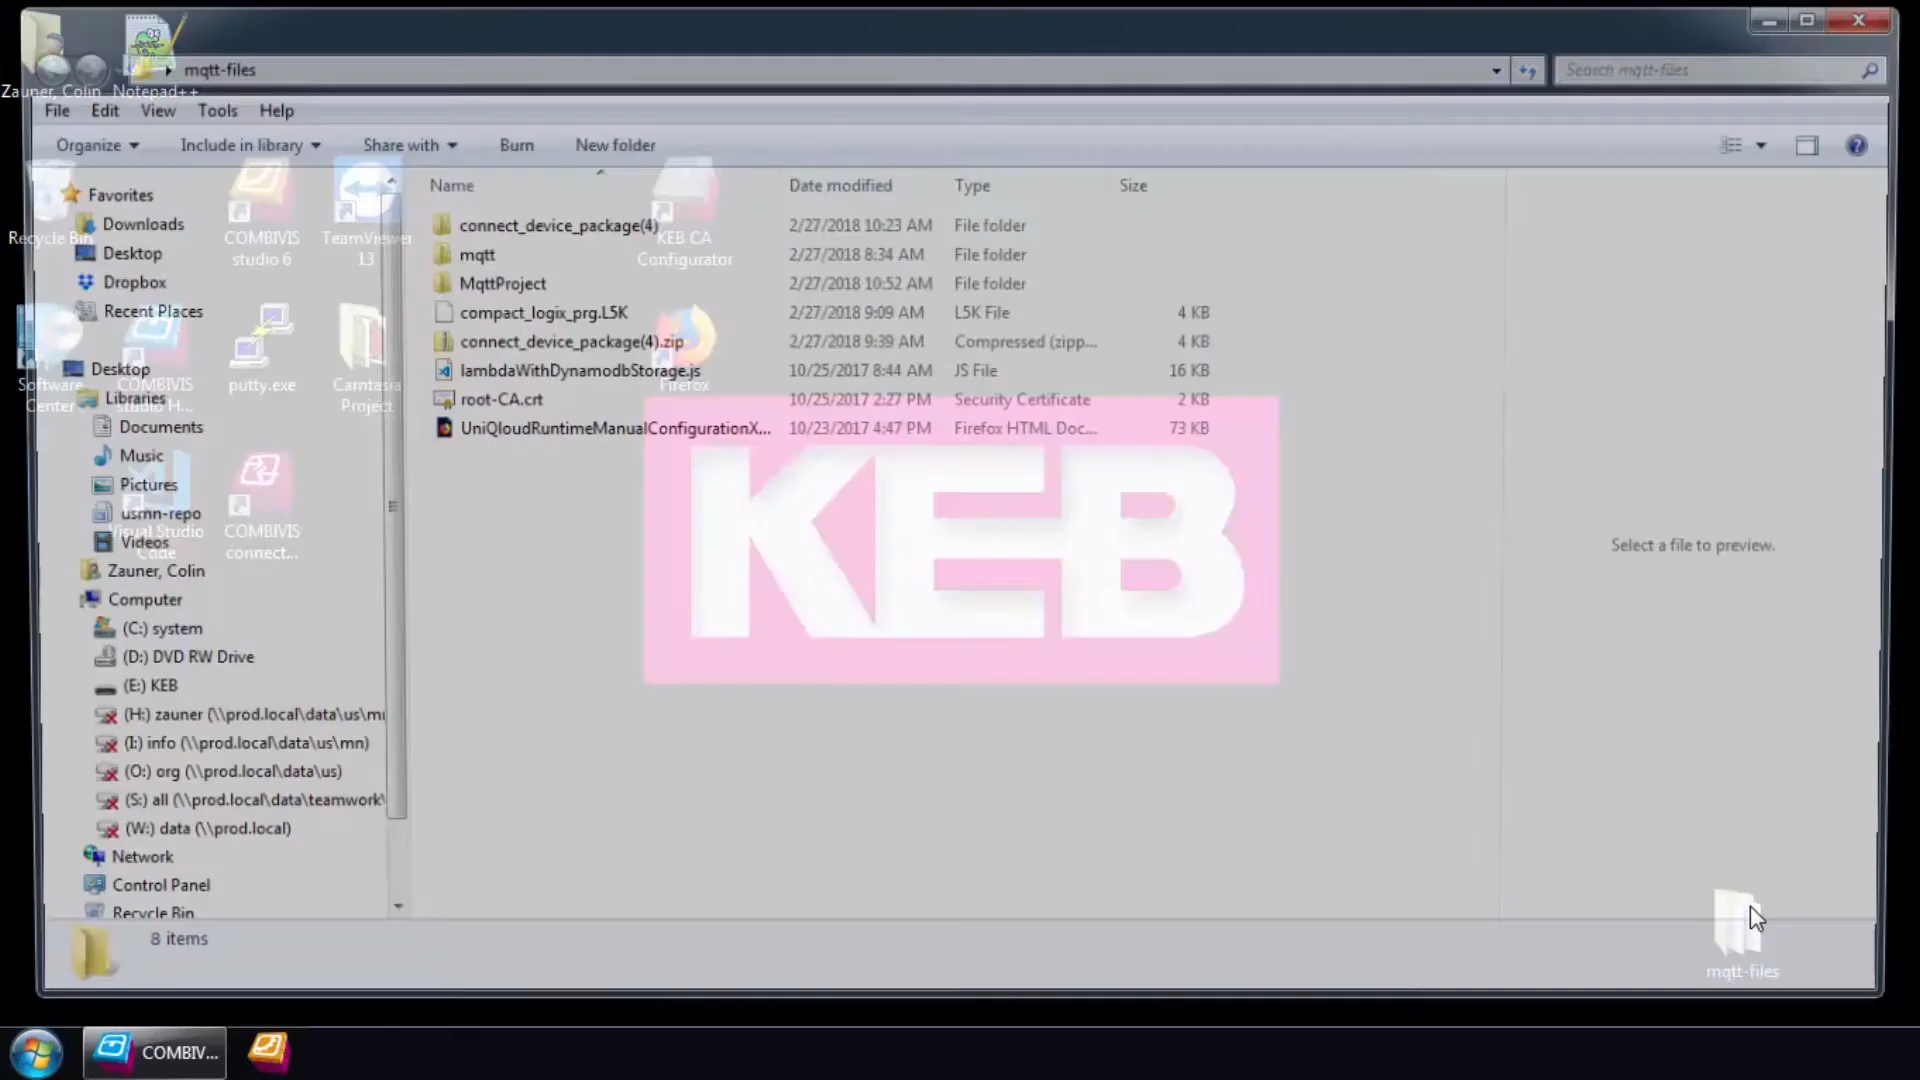 mqtt-files
Search mqtt-files
Zauner, Colin
Notepad++
File
Edit
View
Tools
Help
Organize
Include in library
Share with
Burn
New folder
Name
Date modified
Type
Size
Favorites
Downloads
Desktop
Dropbox
Recent Places
Desktop
Libraries
Documents
Music
Pictures
usmn-repo
Videos
Zauner, Colin
Computer
(C:) system
(D:) DVD RW Drive
(E:) KEB
(H:) zauner (\\prod.local\data\us\m
(I:) info (\\prod.local\data\us\mn)
(O:) org (\\prod.local\data\us)
(S:) all (\\prod.local\data\teamwork\
(W:) data (\\prod.local)
Network
Control Panel
Recycle Bin
Recycle Bin
COMBIVIS
studio 6
TeamViewer
13
KEB CA
Configurator
Software
Center
COMBIVIS
studio H...
putty.exe
Camtasia
Project
Firefox
Visual Studio
Code
COMBIVIS
connect...
connect_device_package(4) 2/27/2018 10:23 AM File folder
mqtt 2/27/2018 8:34 AM File folder
MqttProject 2/27/2018 10:52 AM File folder
compact_logix_prg.L5K 2/27/2018 9:09 AM L5K File 4 KB
connect_device_package(4).zip 2/27/2018 9:39 AM Compressed (zipp... 4 KB
lambdaWithDynamodbStorage.js 10/25/2017 8:44 AM JS File 16 KB
root-CA.crt 10/25/2017 2:27 PM Security Certificate 2 KB
UniQloudRuntimeManualConfigurationX... 10/23/2017 4:47 PM Firefox HTML Doc... 73 KB
KEB
Select a file to preview.
8 items
mqtt-files
COMBIV...